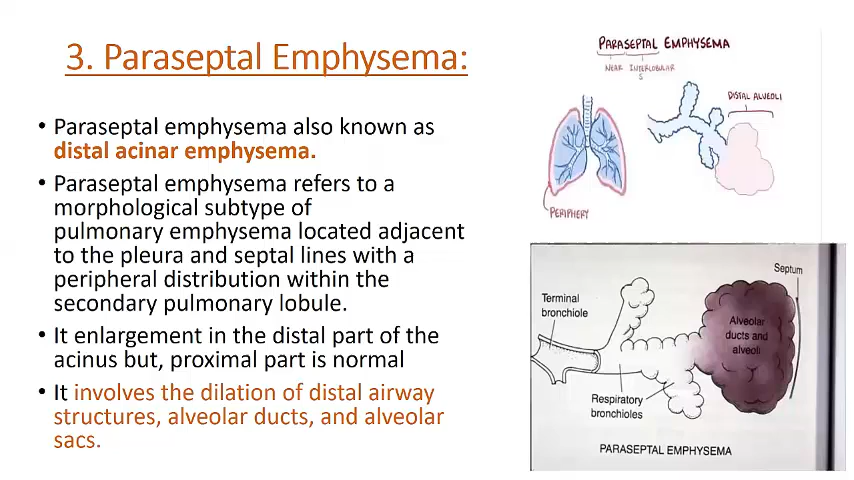 3. Paraseptal Emphysema:
• Paraseptal emphysema also known as
distal acinar emphysema.
• Paraseptal emphysema refers to a
morphological subtype of
pulmonary emphysema located adjacent
to the pleura and septal lines with a
peripheral distribution within the
secondary pulmonary lobule.
• It enlargement in the distal part of the
acinus but, proximal part is normal
• It involves the dilation of distal airway
structures, alveolar ducts, and alveolar
sacs.
PARASEPTAL EMPHYSEMA
NEAR INTERLOBULAR
S
DISTAL ALVEOLI
PERIPHERY
Septum
Terminal
bronchiole
Alveolar
ducts and
alveoli
Respiratory
bronchioles
PARASEPTAL EMPHYSEMA